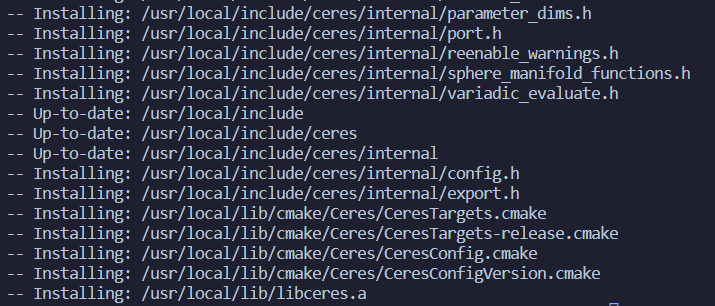 -- Installing: /usr/local/include/ceres/internal/parameter_dims.h
-- Installing: /usr/local/include/ceres/internal/port.h
-- Installing: /usr/local/include/ceres/internal/reenable_warnings.h
-- Installing: /usr/local/include/ceres/internal/sphere_manifold_functions.h
-- Installing: /usr/local/include/ceres/internal/variadic_evaluate.h
-- Up-to-date: /usr/local/include
-- Up-to-date: /usr/local/include/ceres
-- Up-to-date: /usr/local/include/ceres/internal
-- Installing: /usr/local/include/ceres/internal/config.h
-- Installing: /usr/local/include/ceres/internal/export.h
-- Installing: /usr/local/lib/cmake/Ceres/CeresTargets.cmake
-- Installing: /usr/local/lib/cmake/Ceres/CeresTargets-release.cmake
-- Installing: /usr/local/lib/cmake/Ceres/CeresConfig.cmake
-- Installing: /usr/local/lib/cmake/Ceres/CeresConfigVersion.cmake
-- Installing: /usr/local/lib/libceres.a